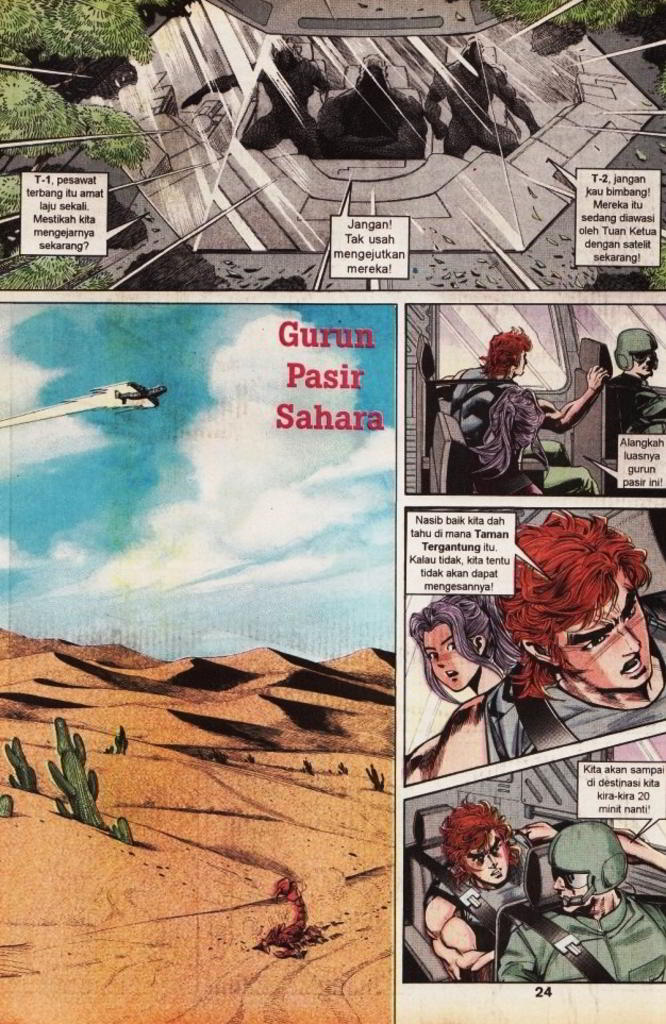 T-1, pesawat
terbang itu amat
laju sekali.
Mestikah kita
mengejarnya
sekarang?
Jangan!
Tak usah
mengejutkan
mereka!
T-2, jangan
kau bimbang!
Mereka itu
sedang diawasi
oleh Tuan Ketua
dengan satelit
sekarang!
Gurun
Pasir
Sahara
Alangkah
luasnya
gurun
pasir ini!
Nasib baik kita dah
tahu di mana Taman
Tergantung itu.
Kalau tidak, kita tentu
tidak akan dapat
mengesannya!
Kita akan sampai
di destinasi kita
kira-kira 20
minit nanti!
24